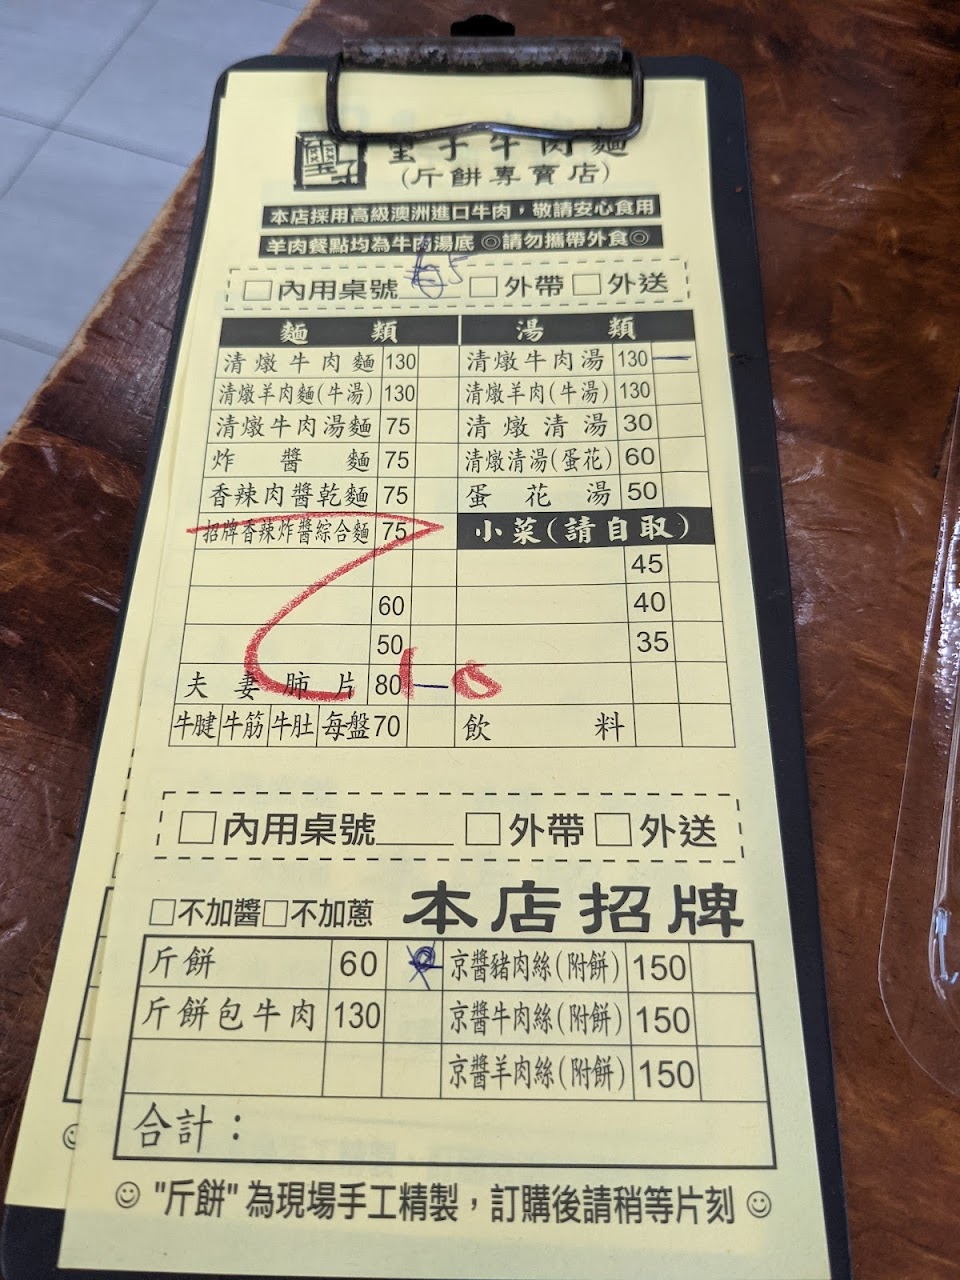 子牛肉麵
(斤餅專賣店)
本店採用高級澳洲進口牛肉，敬請安心食用
羊肉餐點均為牛肉湯底 ◎請勿攜帶外食◎
□內用桌號 5 □外帶 □外送
麵類 湯類
清燉牛肉麵 130 清燉牛肉湯 130 一
清燉羊肉麵(牛湯) 130 清燉羊肉(牛湯) 130
清燉牛肉湯麵 75 清燉清湯 30
炸醬麵 75 清燉清湯(蛋花) 60
香辣肉醬乾麵 75 蛋花湯 50
招牌香辣炸醬綜合麵 75 小菜(請自取)
45
60 40
50 35
夫妻肺片 80 一
牛腱 牛筋 牛肚 每盤 70 飲料
□內用桌號 □外帶 □外送
□不加醬□不加蔥 本店招牌
斤餅 60 京醬豬肉絲(附餅) 150
斤餅包牛肉 130 京醬牛肉絲(附餅) 150
京醬羊肉絲(附餅) 150
合計：
☺ "斤餅" 為現場手工精製，訂購後請稍等片刻 ☺